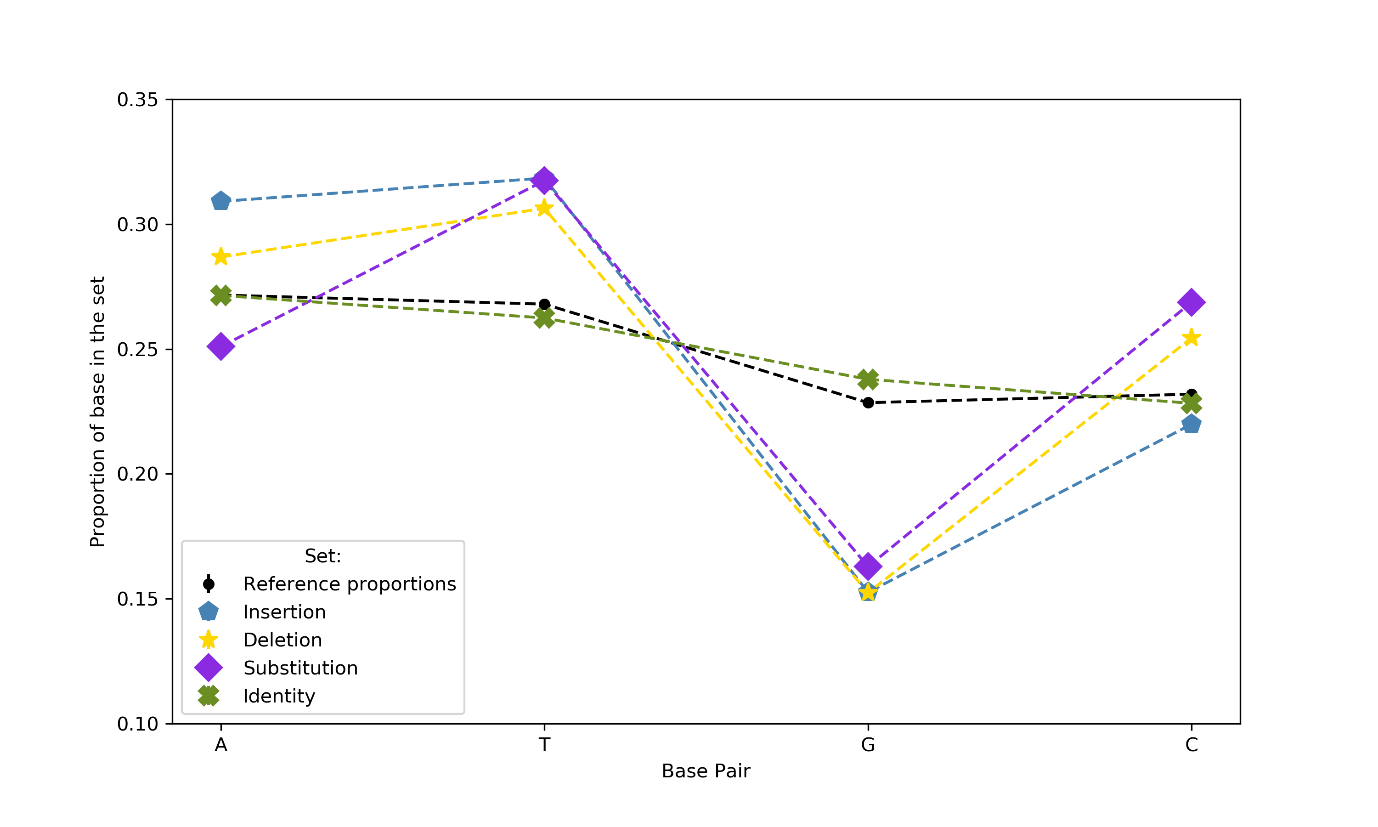 0.35
0.30
0.25
0.20
0.15
0.10
Proportion of base in the set
Set:
Reference proportions
Insertion
Deletion
Substitution
Identity
A T G C
Base Pair